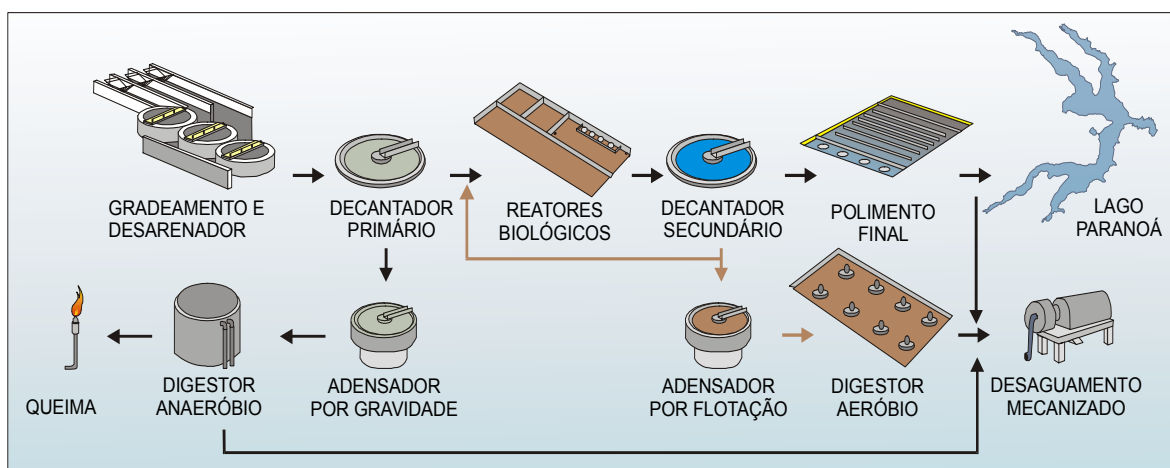 GRADEAMENTO E
DESARENADOR
DECANTADOR
PRIMÁRIO
REATORES
BIOLÓGICOS
DECANTADOR
SECUNDÁRIO
POLIMENTO
FINAL
LAGO
PARANOÁ
QUEIMA
DIGESTOR
ANAERÓBIO
ADENSADOR
POR GRAVIDADE
ADENSADOR
POR FLOTAÇÃO
DIGESTOR
AERÓBIO
DESAGUAMENTO
MECANIZADO